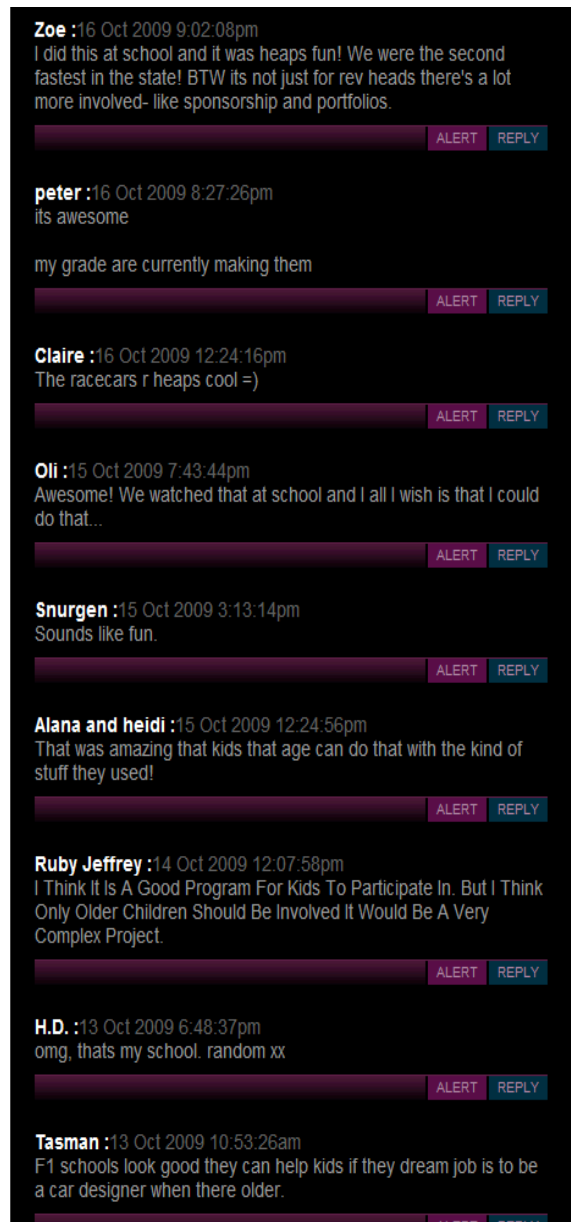 Zoe :16 Oct 2009 9:02:08pm
I did this at school and it was heaps fun! We were the second
fastest in the state! BTW its not just for rev heads there's a lot
more involved- like sponsorship and portfolios.
ALERT REPLY
peter :16 Oct 2009 8:27:26pm
its awesome
my grade are currently making them
ALERT REPLY
Claire :16 Oct 2009 12:24:16pm
The racecars r heaps cool =)
ALERT REPLY
Oli :15 Oct 2009 7:43:44pm
Awesome! We watched that at school and I all I wish is that I could
do that...
ALERT REPLY
Snurgen :15 Oct 2009 3:13:14pm
Sounds like fun.
ALERT REPLY
Alana and heidi :15 Oct 2009 12:24:56pm
That was amazing that kids that age can do that with the kind of
stuff they used!
ALERT REPLY
Ruby Jeffrey :14 Oct 2009 12:07:58pm
I Think It Is A Good Program For Kids To Participate In. But I Think
Only Older Children Should Be Involved It Would Be A Very
Complex Project.
ALERT REPLY
H.D. :13 Oct 2009 6:48:37pm
omg, thats my school. random xx
ALERT REPLY
Tasman :13 Oct 2009 10:53:26am
F1 schools look good they can help kids if they dream job is to be
a car designer when there older.
ALERT REPLY